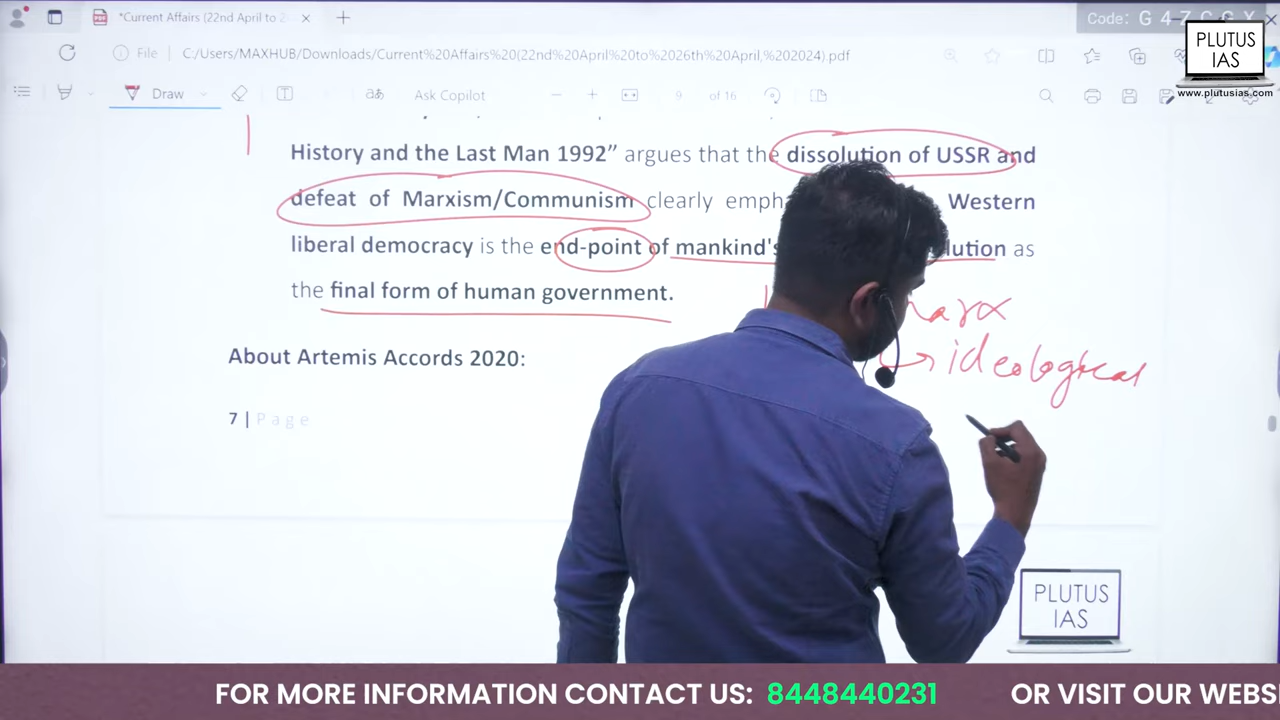 *Current Affairs (22nd April to 2
Code: G 4 Z C G X
File C:/Users/MAXHUB/Downloads/Current%20Affairs%20(22nd%20April%20to%2026th%20April,%202024).pdf
PLUTUS
IAS
www.plutusias.com
Draw Ask Copilot 9 of 16
History and the Last Man 1992” argues that the dissolution of USSR and
defeat of Marxism/Communism clearly emph Western
liberal democracy is the end-point of mankind's lution as
the final form of human government.
marx
ideological
About Artemis Accords 2020:
7 | Page
PLUTUS
IAS
FOR MORE INFORMATION CONTACT US: 8448440231 OR VISIT OUR WEBSI